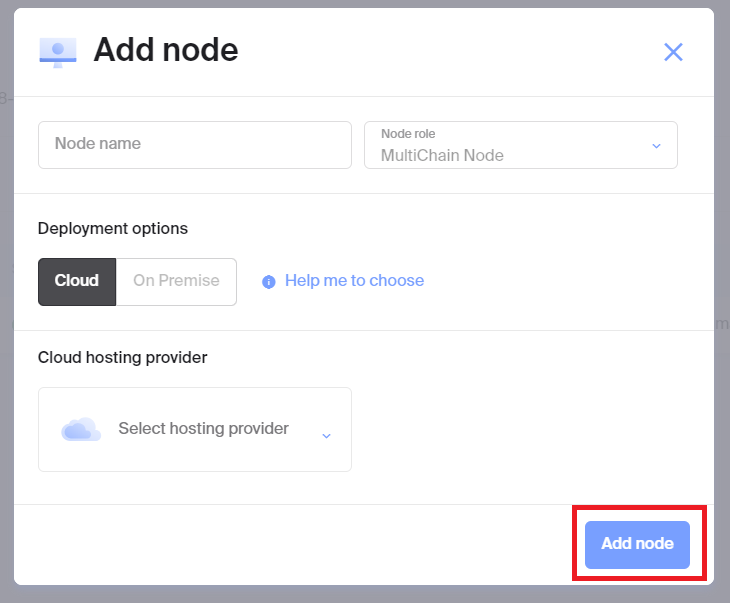 Add node
Node name
Node role
MultiChain Node
Deployment options
Cloud
On Premise
Help me to choose
Cloud hosting provider
Select hosting provider
Add node